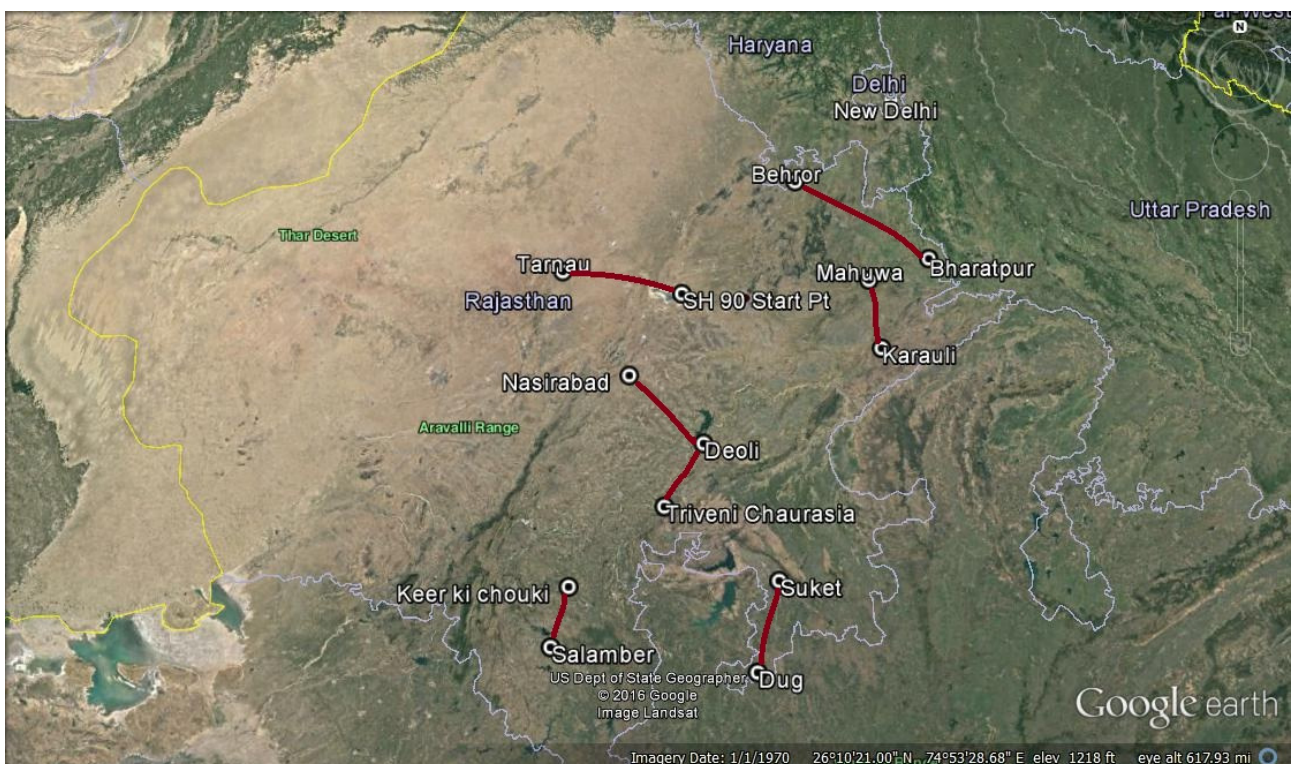 Far-West
N
Haryana
Delhi
New Delhi
Behror
Uttar Pradesh
Thar Desert
Tarnau
Mahuwa
Bharatpur
Rajasthan
SH 90 Start Pt
Karauli
Nasirabad
Aravalli Range
Deoli
Triveni Chaurasia
Keer ki chouki
Suket
Salamber
Dug
US Dept of State Geographer
© 2016 Google
Image Landsat
Google earth
Imagery Date: 1/1/1970 26°10'21.00" N 74°53'28.68" E elev 1218 ft eye alt 617.93 mi